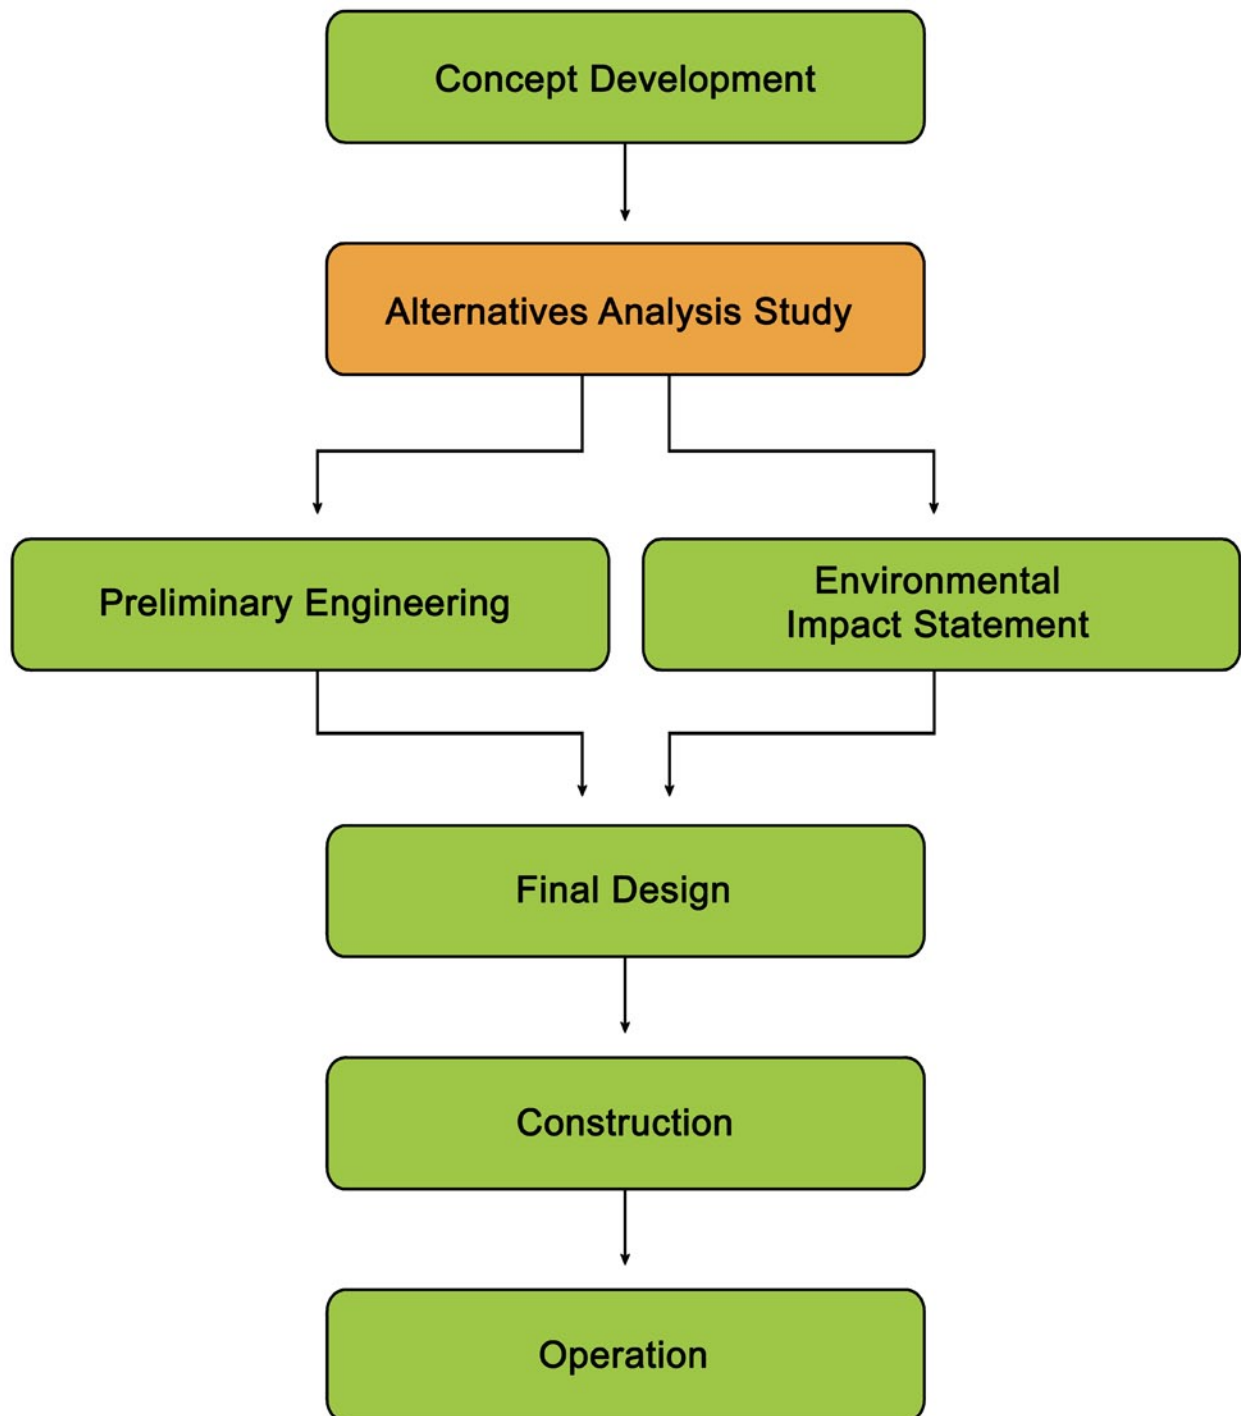 Concept Development
Alternatives Analysis Study
Preliminary Engineering
Environmental
Impact Statement
Final Design
Construction
Operation